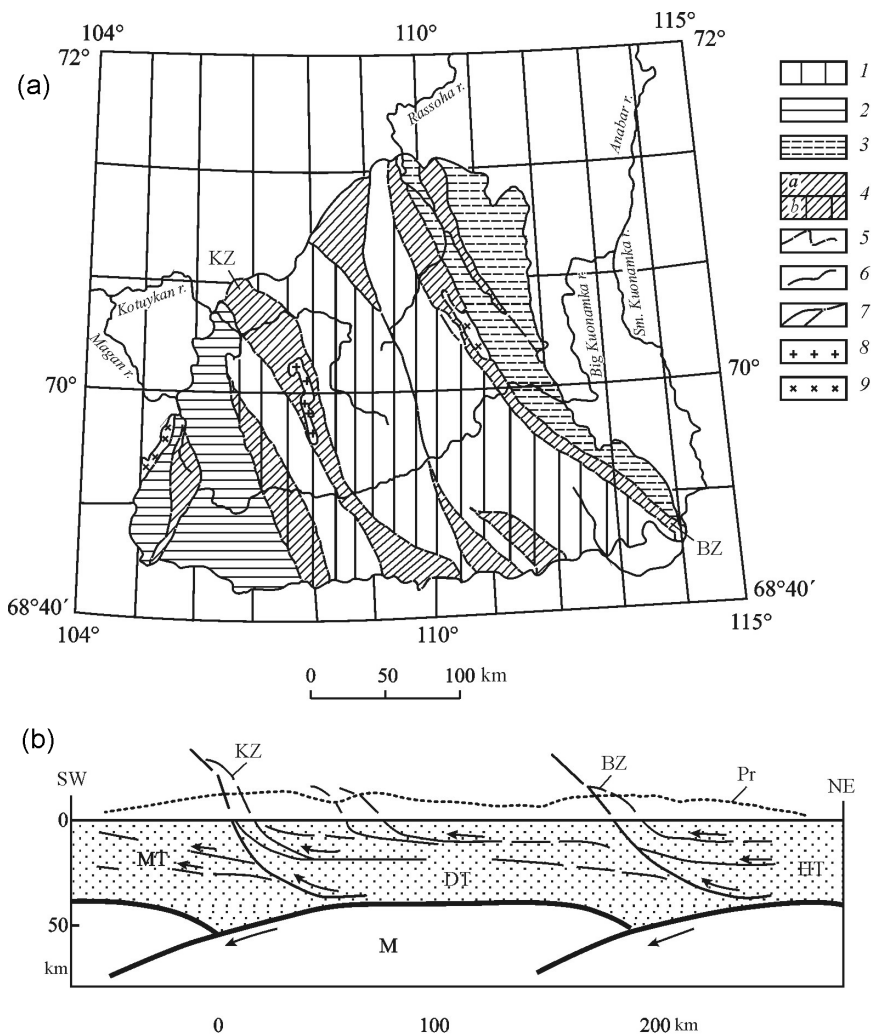 (a)
104°
110°
115°
72°
72°
Rassoha r.
Anabar r.
1
2
3
a
b
4
5
6
7
8
9
KZ
Kotuykan r.
Magan r.
Big Kuonamka r.
Sm. Kuonamka r.
70°
70°
BZ
68°40′
68°40′
104°
110°
115°
0 50 100 km
(b)
SW
KZ
BZ
Pr
NE
0
MT
DT
HT
50
km
M
0 100 200 km